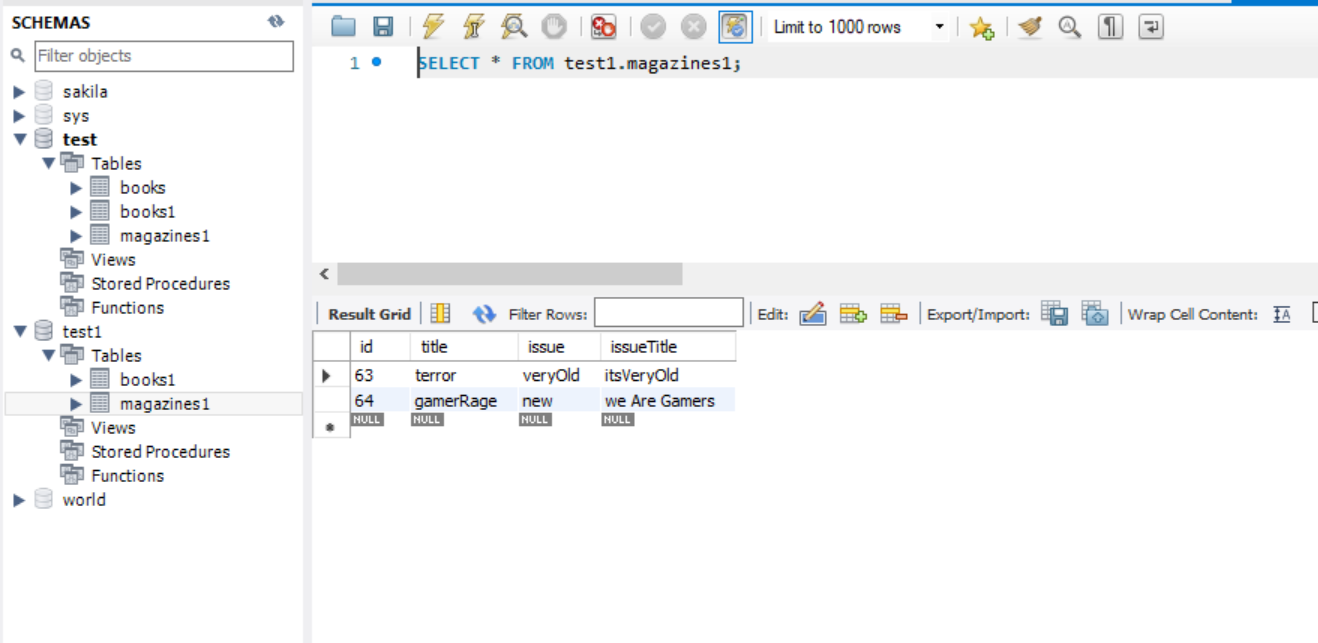 SCHEMAS
Filter objects
sakila
sys
test
Tables
books
books1
magazines1
Views
Stored Procedures
Functions
test1
Tables
books1
magazines1
Views
Stored Procedures
Functions
world
Limit to 1000 rows
1 SELECT * FROM test1.magazines1;
Result Grid Filter Rows: Edit: Export/Import: Wrap Cell Content: IA
id title issue issueTitle
63 terror veryOld itsVeryOld
64 gamerRage new we Are Gamers
NULL NULL NULL NULL